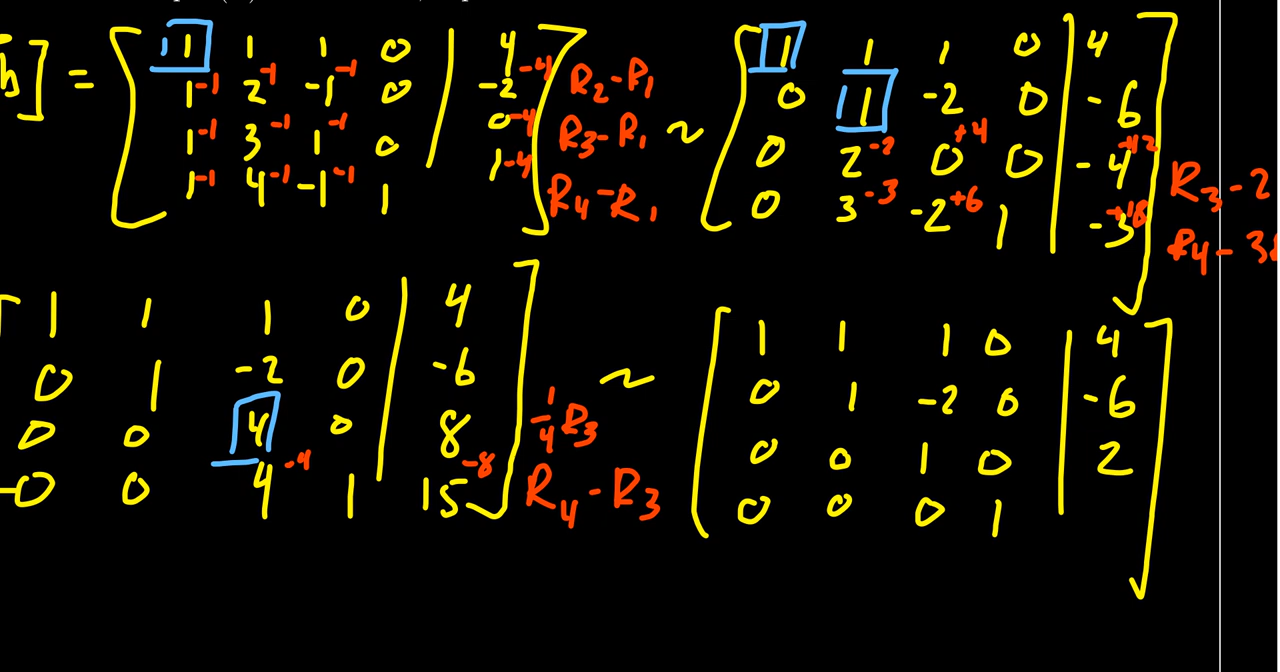 h] = [ 1 1 1 0 | 4 ] ~ [ 1 1 1 0 | 4 ]
1-1 2-1 -1-1 0 | -2-4 R2-R1 0 1 -2 0 | -6
1-1 3-1 1-1 0 | 0-4 R3-R1 0 2-2 0+4 0 | -4+12 R3-2
1-1 4-1 -1-1 1 | 1-4 R4-R1 0 3-3 -2+6 1 | -3+18 R4-3R
[ 1 1 1 0 | 4 ] ~ [ 1 1 1 0 | 4 ]
0 1 -2 0 | -6 0 1 -2 0 | -6
0 0 4 0 | 8 1/4 R3 0 0 1 0 | 2
0 0 4-4 1 | 15-8 R4-R3 0 0 0 1 |